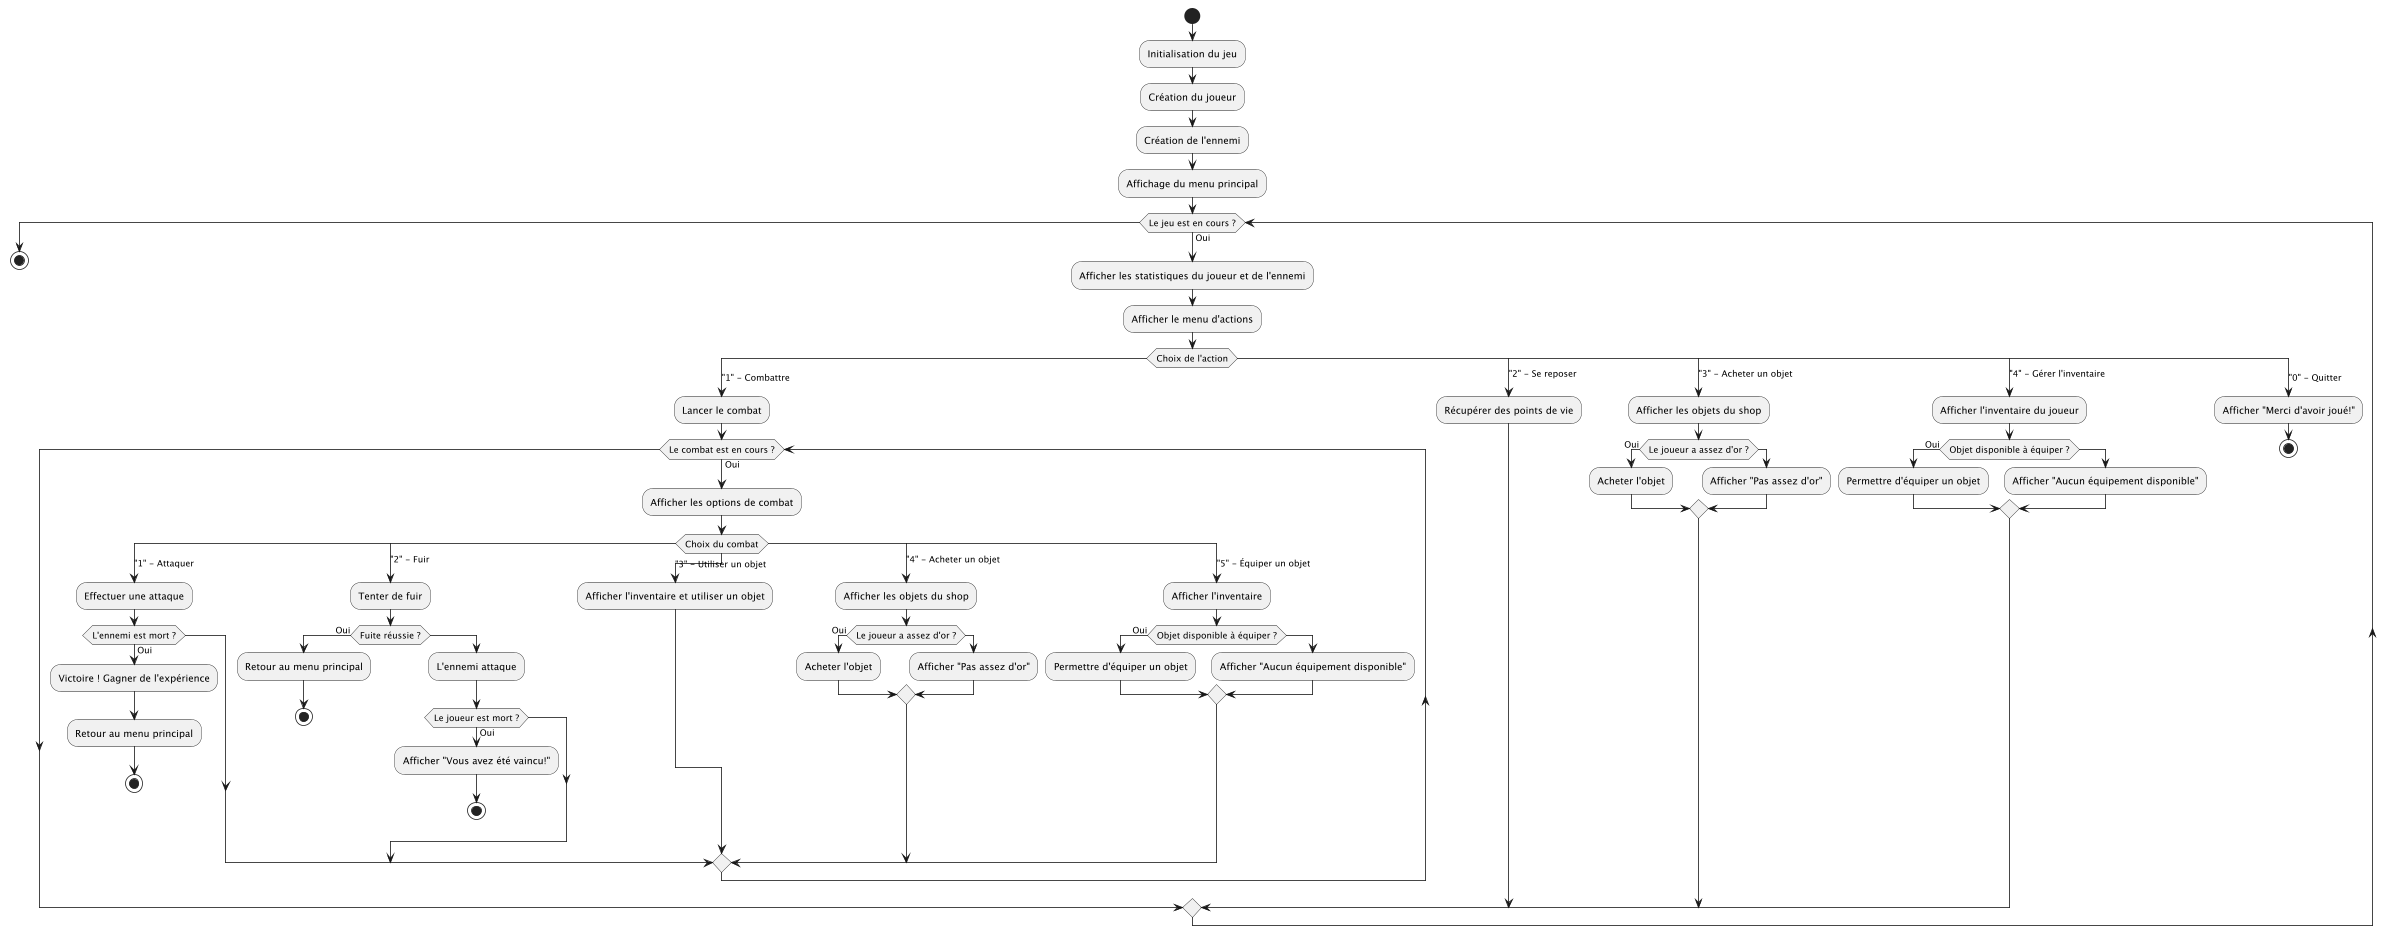 Initialisation du jeu
Création du joueur
Création de l'ennemi
Affichage du menu principal
Le jeu est en cours ?
Oui
Afficher les statistiques du joueur et de l'ennemi
Afficher le menu d'actions
Choix de l'action
"1" – Combattre
"2" – Se reposer
"3" – Acheter un objet
"4" – Gérer l'inventaire
"0" – Quitter
Lancer le combat
Récupérer des points de vie
Afficher les objets du shop
Afficher l'inventaire du joueur
Afficher "Merci d'avoir joué!"
Le combat est en cours ?
Oui
Oui
Le joueur a assez d'or ?
Oui
Objet disponible à équiper ?
Acheter l'objet
Afficher "Pas assez d'or"
Permettre d'équiper un objet
Afficher "Aucun équipement disponible"
Afficher les options de combat
Choix du combat
"1" – Attaquer
"2" – Fuir
"3" – Utiliser un objet
"4" – Acheter un objet
"5" – Équiper un objet
Effectuer une attaque
Tenter de fuir
Afficher l'inventaire et utiliser un objet
Afficher les objets du shop
Afficher l'inventaire
L'ennemi est mort ?
Oui
Oui
Fuite réussie ?
Oui
Le joueur a assez d'or ?
Oui
Objet disponible à équiper ?
Victoire ! Gagner de l'expérience
Retour au menu principal
L'ennemi attaque
Acheter l'objet
Afficher "Pas assez d'or"
Permettre d'équiper un objet
Afficher "Aucun équipement disponible"
Retour au menu principal
Le joueur est mort ?
Oui
Afficher "Vous avez été vaincu!"